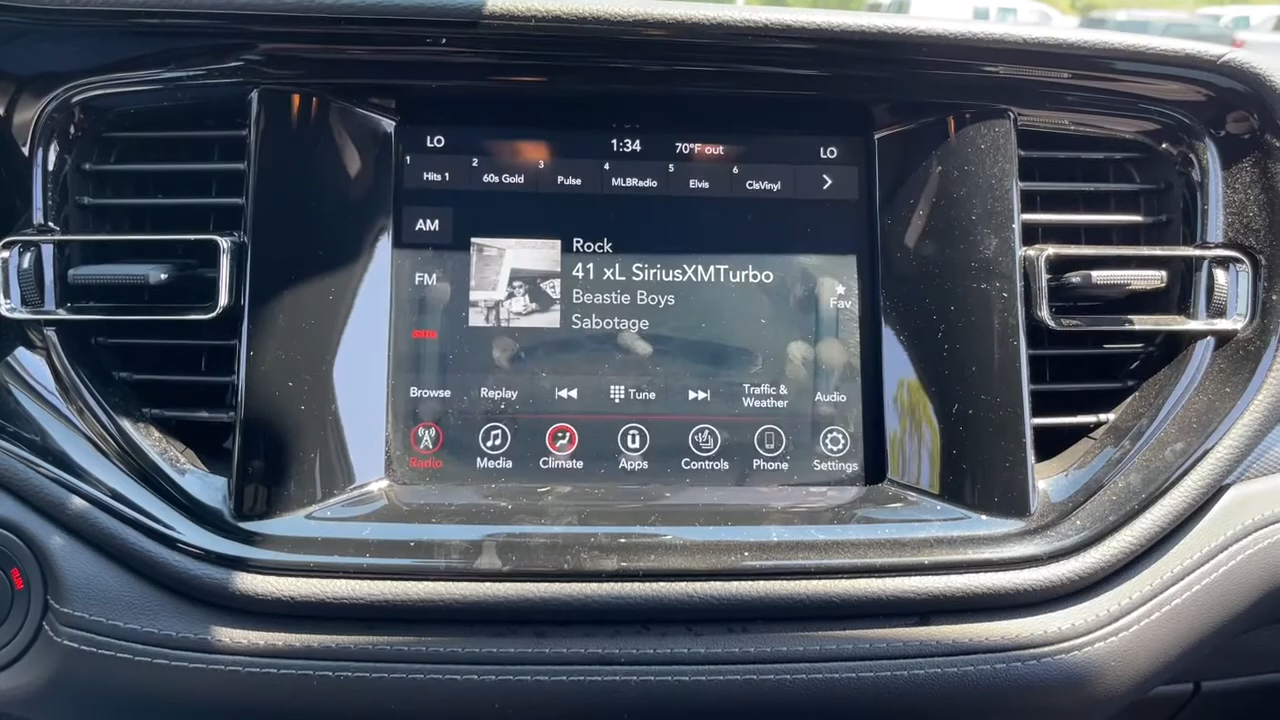 LO 1:34 70°F out LO
1 Hits 1 2 60s Gold 3 Pulse 4 MLBRadio 5 Elvis 6 ClsVinyl
AM
FM
Rock
41 xL SiriusXMTurbo
Beastie Boys
Sabotage
Fav
Browse Replay Tune Traffic & Weather Audio
Radio Media Climate Apps Controls Phone Settings
RUN